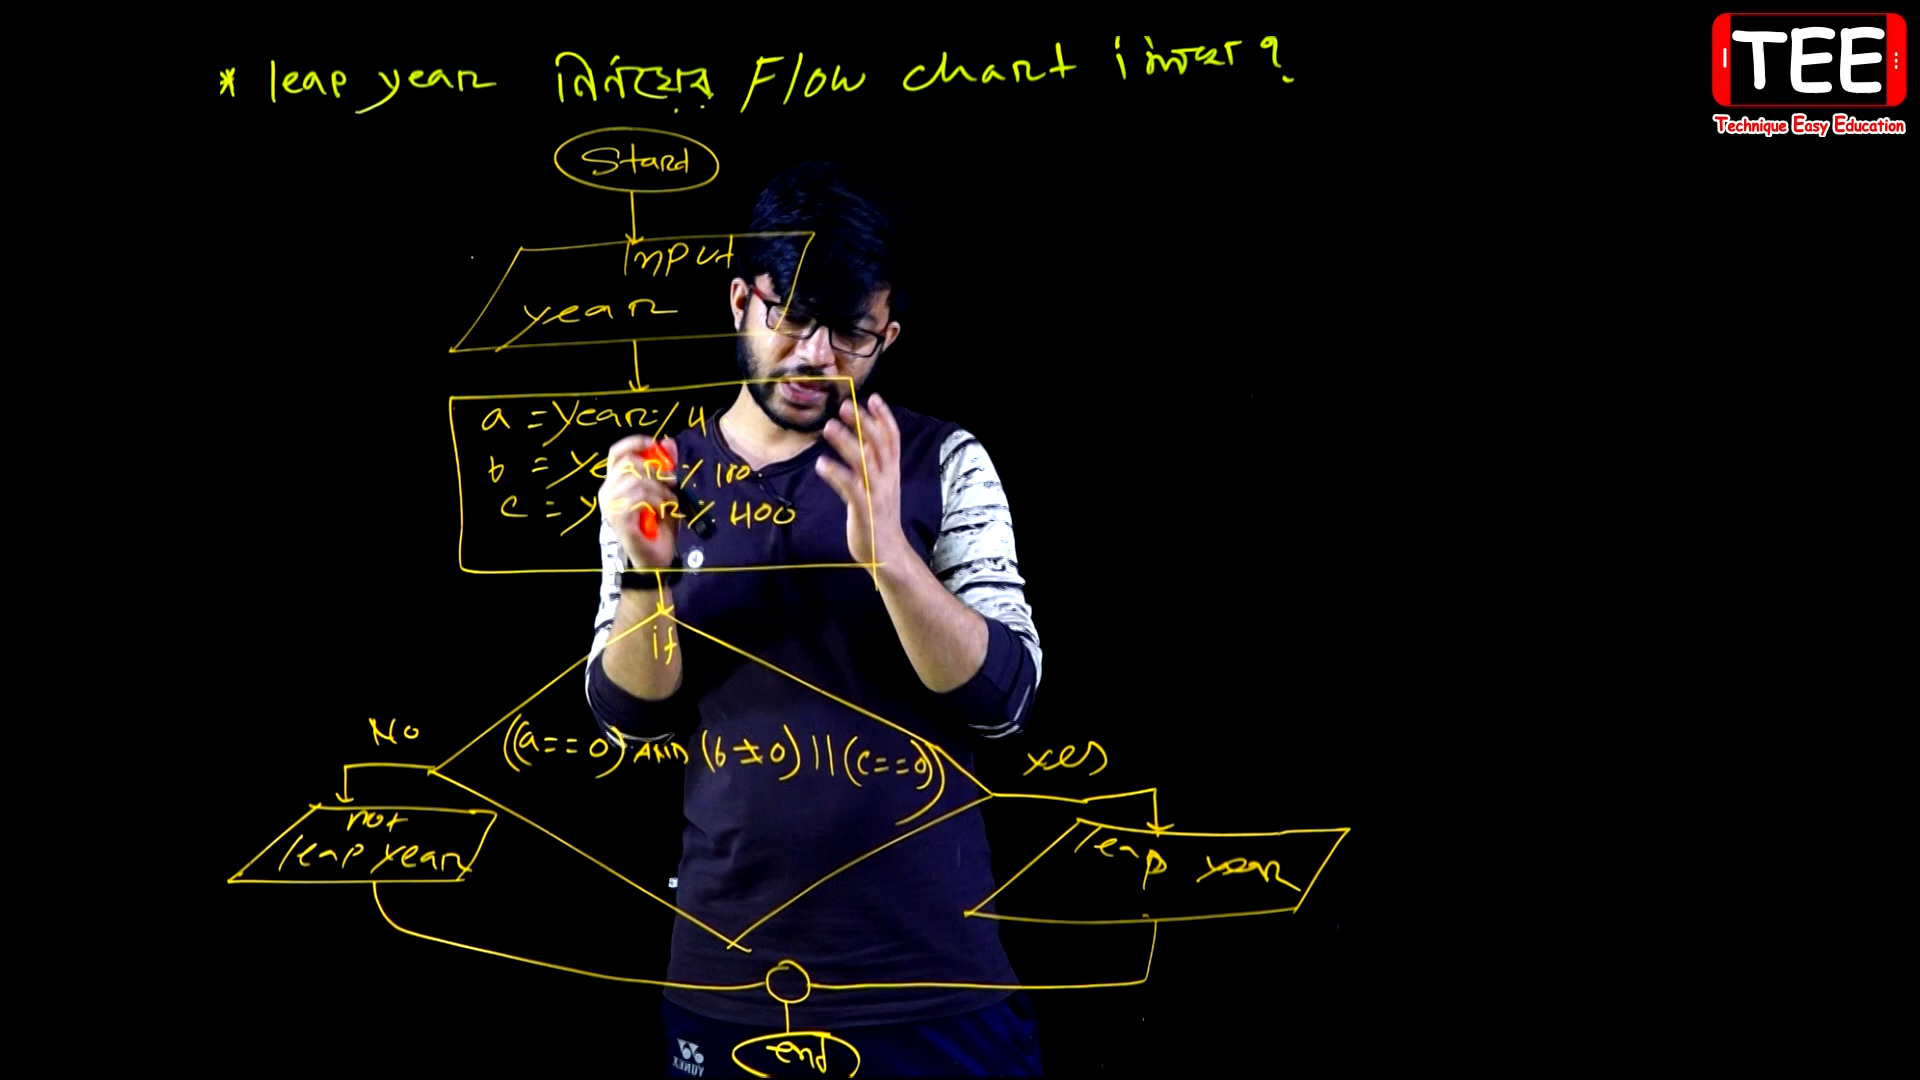 * leap year নির্ণয়ের Flow chart লিখ?
Start
Input
year
a = year % 4
b = year % 100
c = year % 400
if
((a==0) AND (b≠0) || (c==0))
No
yes
not
leap year
leap year
end
TEE
Technique Easy Education
YONEX